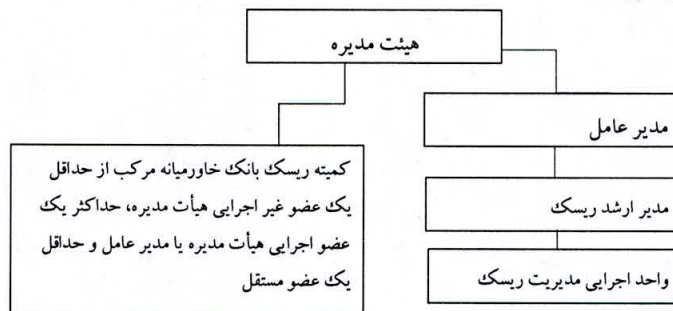 هیئت مدیره
مدیر عامل
مدیر ارشد ریسک
واحد اجرایی مدیریت ریسک
کمیته ریسک بانک خاورمیانه مرکب از حداقل
یک عضو غیر اجرایی هیأت مدیره، حداکثر یک
عضو اجرایی هیأت مدیره یا مدیر عامل و حداقل
یک عضو مستقل